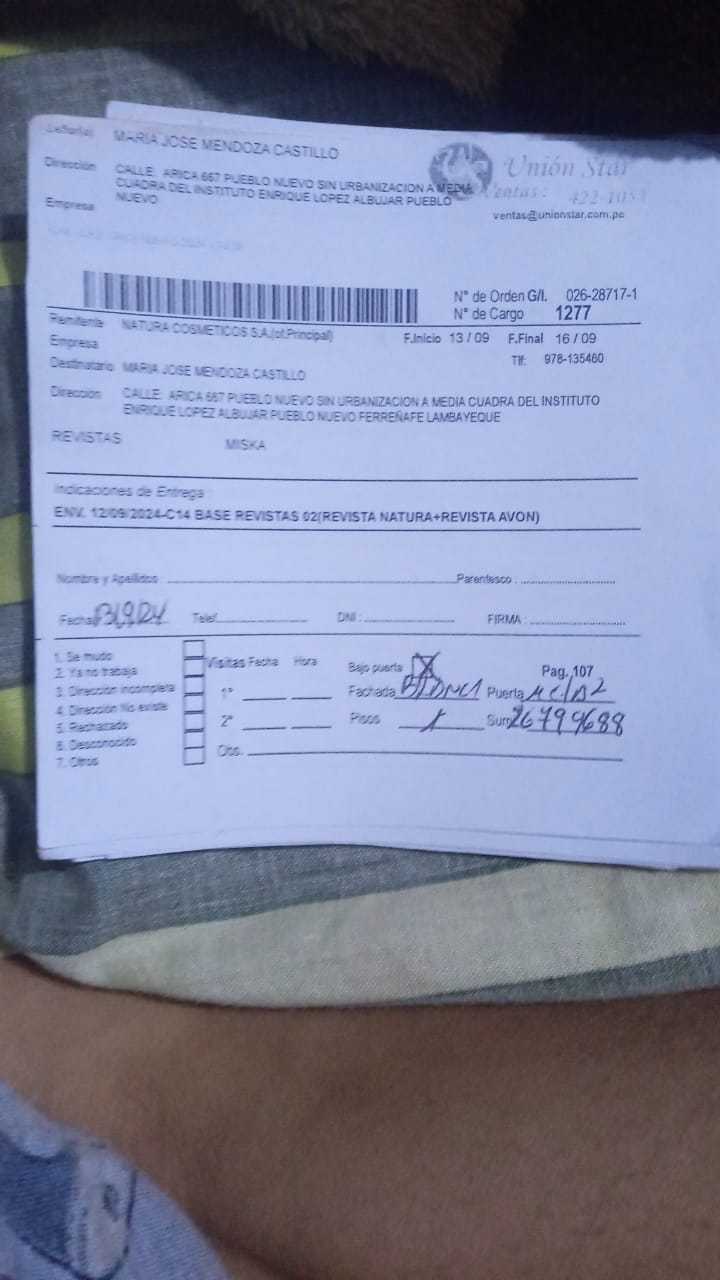 Señor(a) MARIA JOSE MENDOZA CASTILLO
Unión Star
Dirección CALLE: ARICA 667 PUEBLO NUEVO SIN URBANIZACION A MEDIA CUADRA DEL INSTITUTO ENRIQUE LOPEZ ALBUJAR PUEBLO NUEVO
Ventas: 422-1053
Empresa
ventas@unionstar.com.pe
N° de Orden G/I. 026-28717-1
N° de Cargo 1277
Remitente NATURA COSMETICOS S.A.(of.Principal) F.Inicio 13 / 09 F.Final 16 / 09
Empresa Tlf: 978-135460
Destinatario MARIA JOSE MENDOZA CASTILLO
Dirección CALLE: ARICA 667 PUEBLO NUEVO SIN URBANIZACION A MEDIA CUADRA DEL INSTITUTO
ENRIQUE LOPEZ ALBUJAR PUEBLO NUEVO FERREÑAFE LAMBAYEQUE
REVISTAS MISKA
Indicaciones de Entrega :
ENV. 12/09/2024-C14 BASE REVISTAS 02(REVISTA NATURA+REVISTA AVON)
Nombre y Apellidos Parentesco :
Fecha Telef. DNI : FIRMA :
1. Se mudo
2. Ya no trabaja
3. Direccion incompleta
4. Direccion No existe
5. Rechazado
6. Desconocido
7. Otros
Visitas Fecha Hora
1°
2°
Obs.
Bajo puerta X Pag. 107
Fachada Puerta
Pisos 1 Sum 26799688